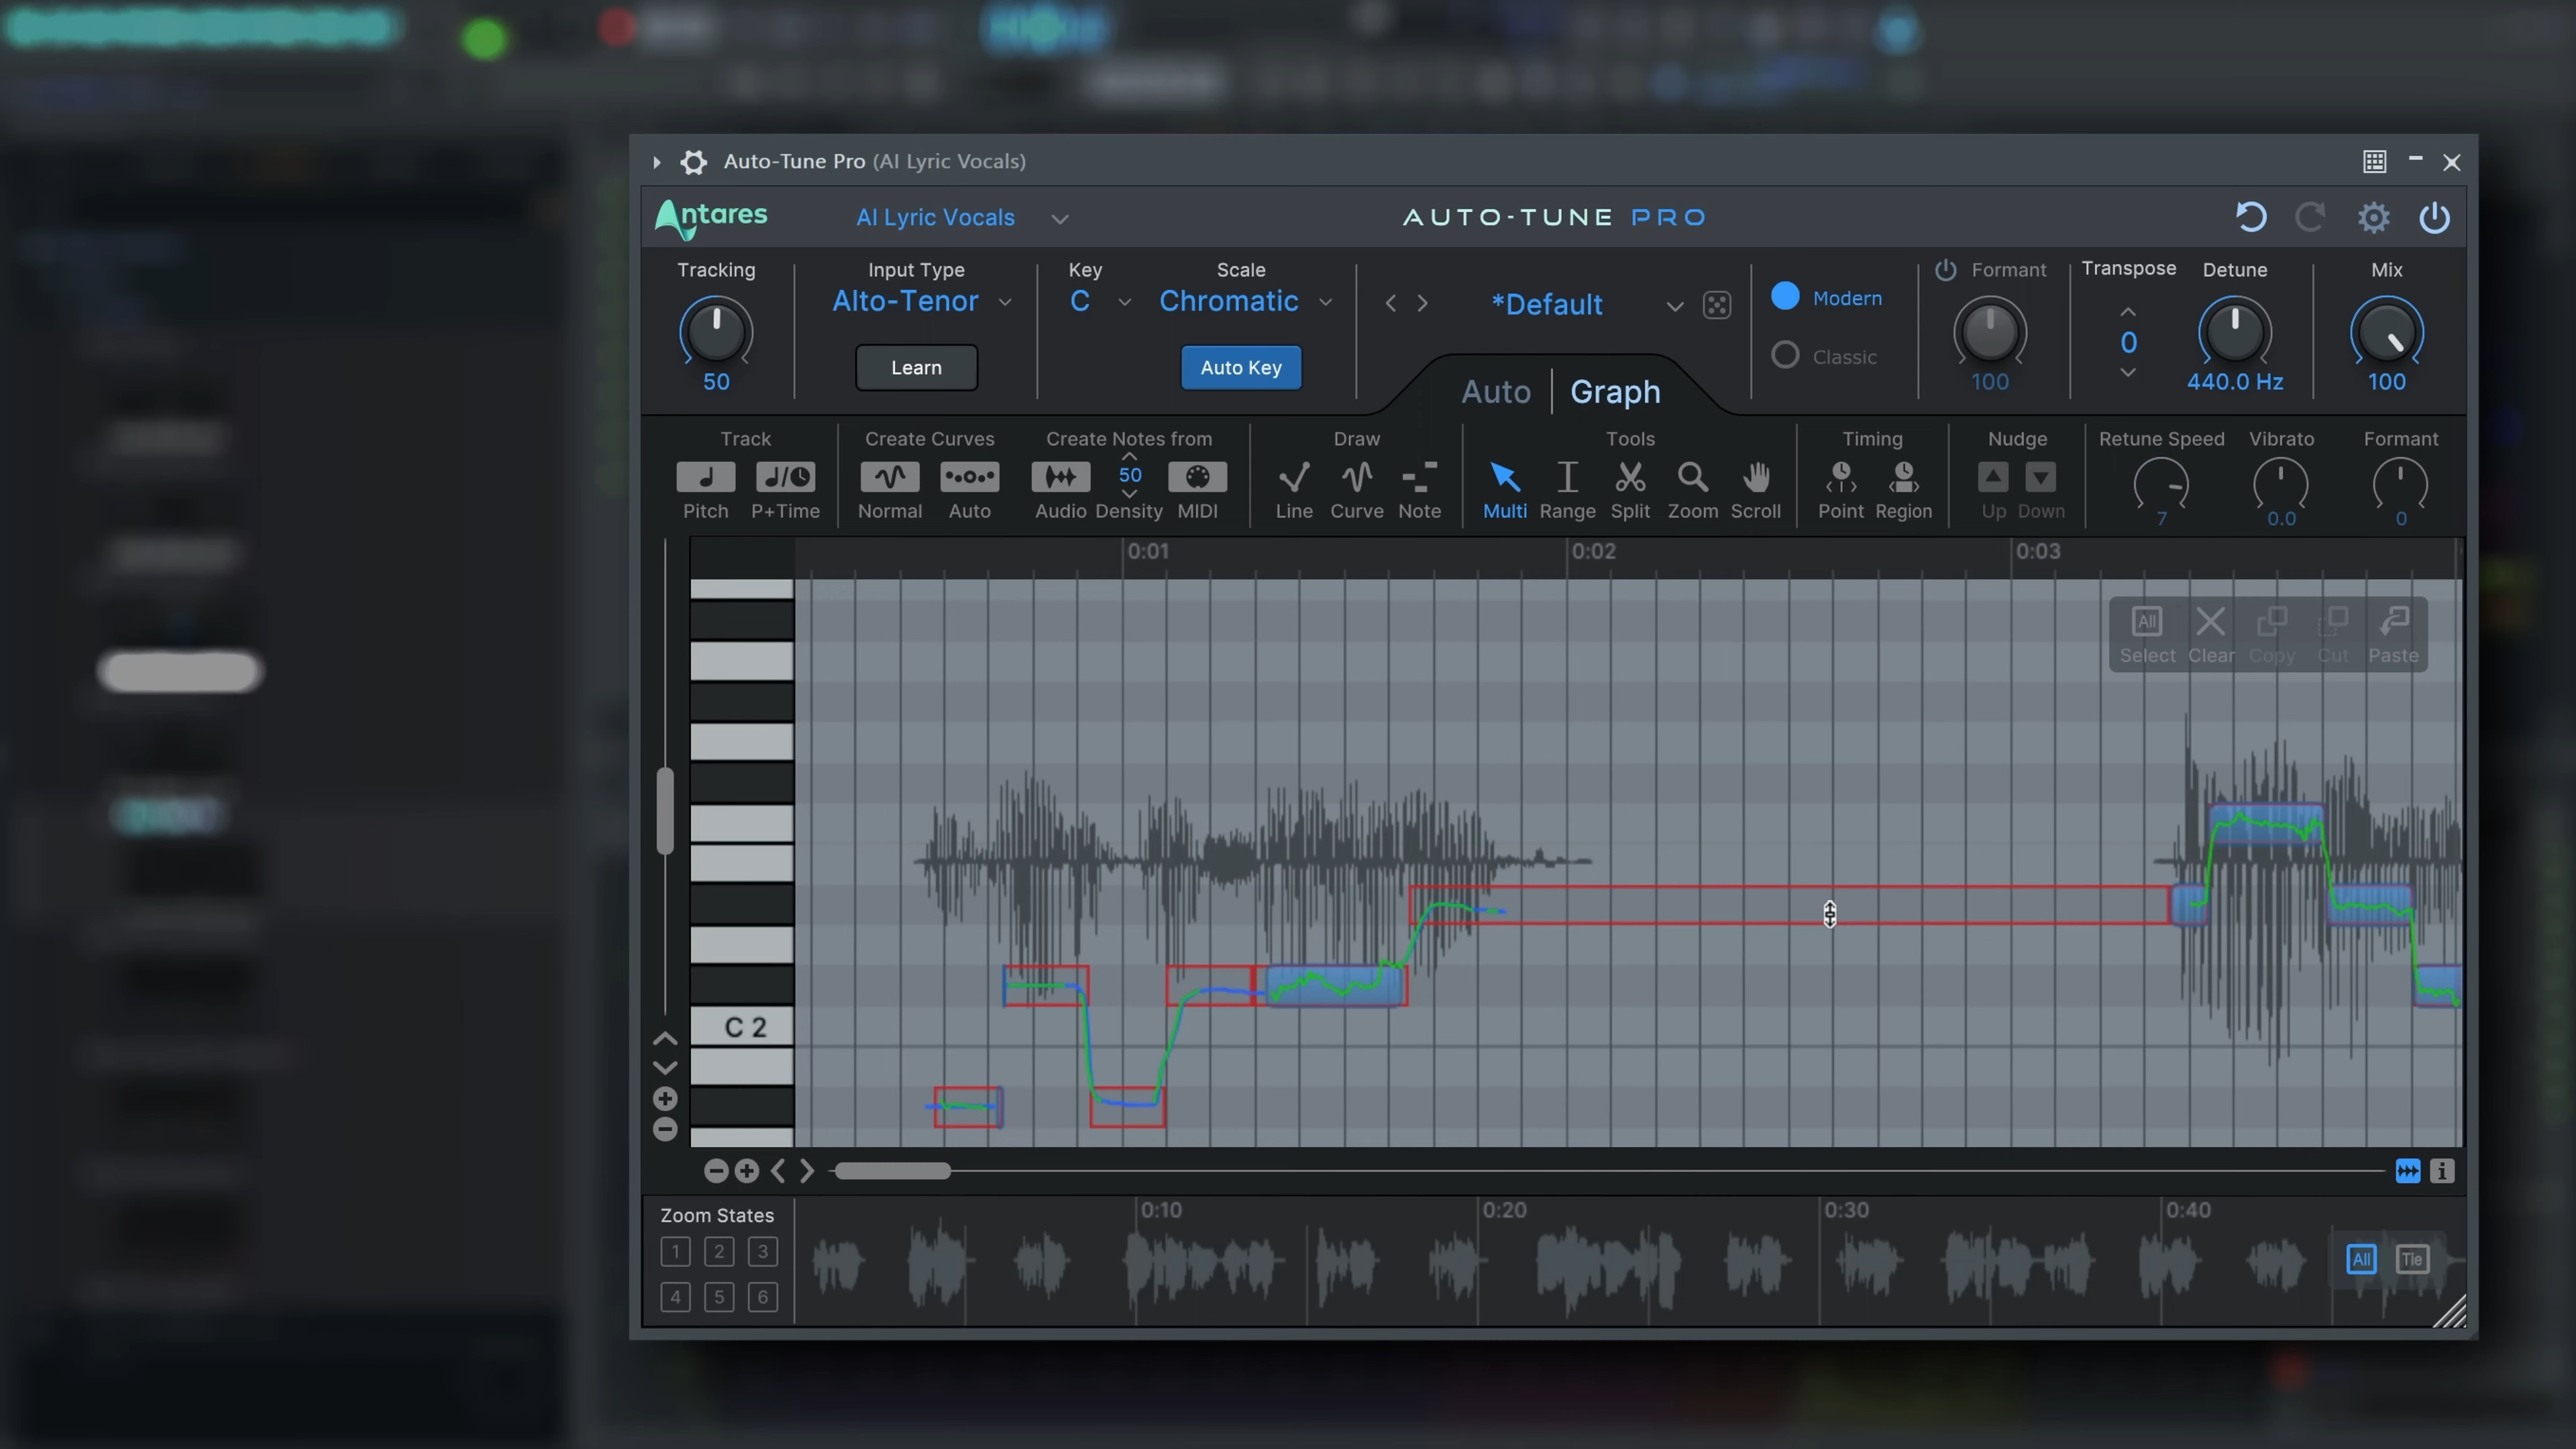 Auto-Tune Pro (AI Lyric Vocals)
Antares AI Lyric Vocals AUTO-TUNE PRO
Tracking Input Type Key Scale Formant Transpose Detune Mix
Alto-Tenor C Chromatic *Default Modern
50 Learn Auto Key Classic 100 0 440.0 Hz 100
Auto Graph
Track Create Curves Create Notes from Draw Tools Timing Nudge Retune Speed Vibrato Formant
50
Pitch P+Time Normal Auto Audio Density MIDI Line Curve Note Multi Range Split Zoom Scroll Point Region Up Down 7 0.0 0
0:01 0:02 0:03
All
Select Clear Copy Cut Paste
C 2
Zoom States 0:10 0:20 0:30 0:40
1 2 3 All Tie
4 5 6